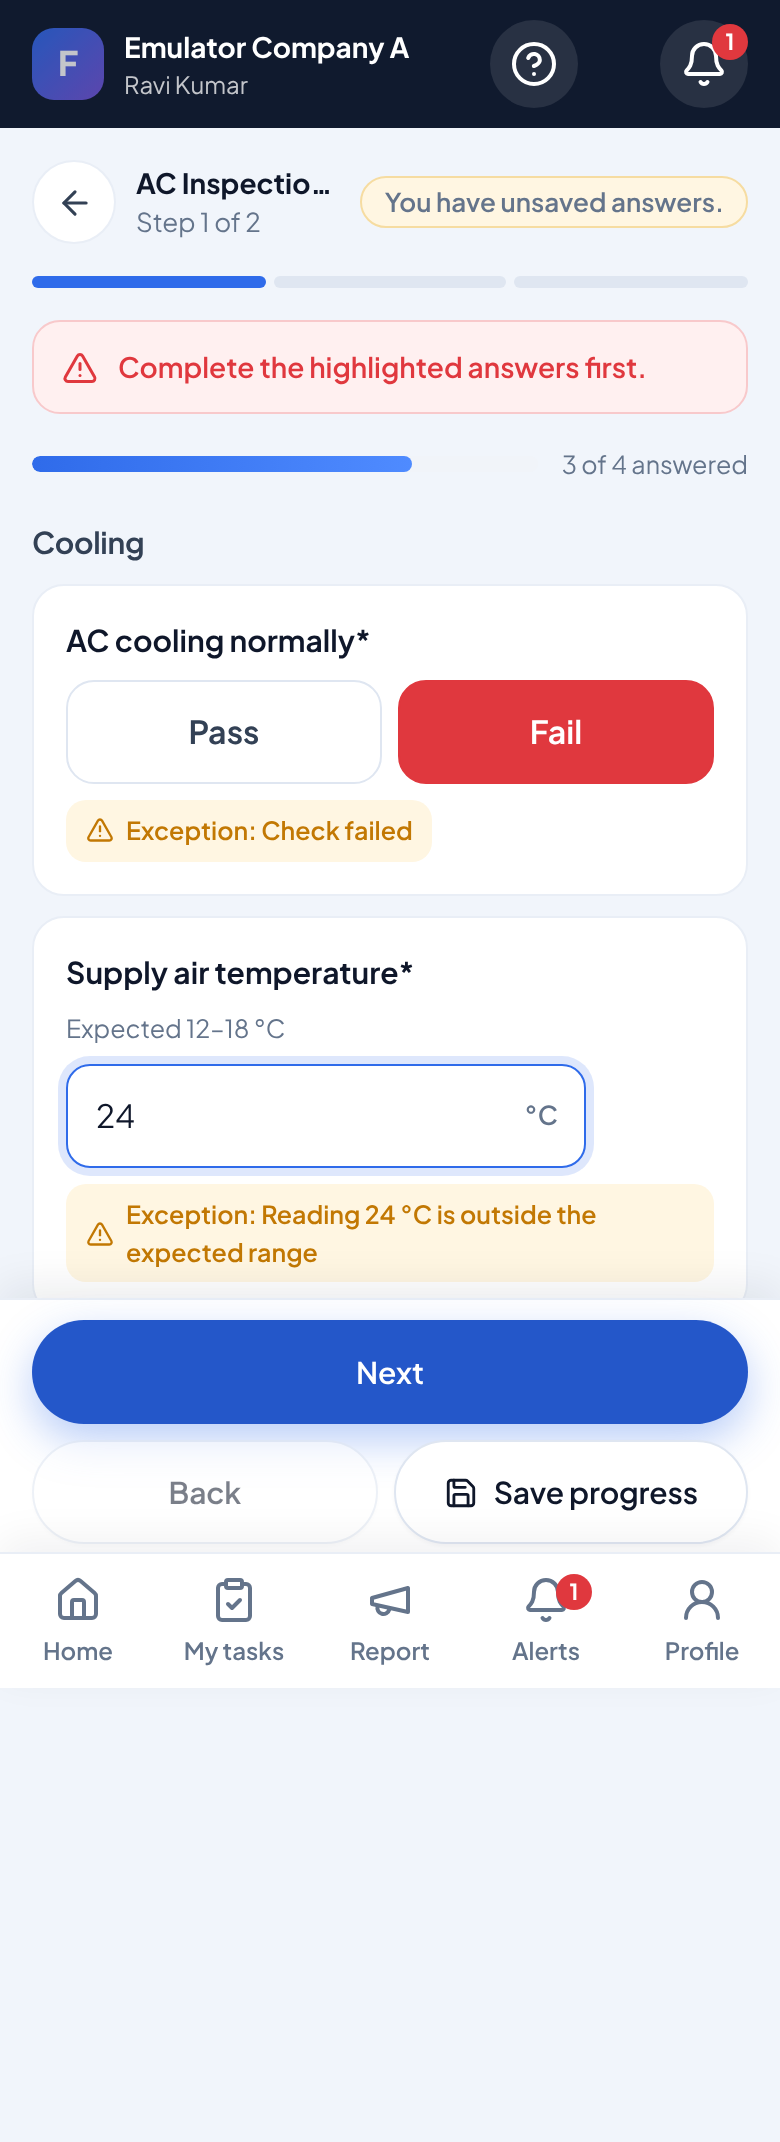 F
Emulator Company A
Ravi Kumar
1
AC Inspectio...
Step 1 of 2
You have unsaved answers.
Complete the highlighted answers first.
3 of 4 answered
Cooling
AC cooling normally*
Pass
Fail
Exception: Check failed
Supply air temperature*
Expected 12–18 °C
24
°C
Exception: Reading 24 °C is outside the
expected range
Next
Back
Save progress
1
Home
My tasks
Report
Alerts
Profile